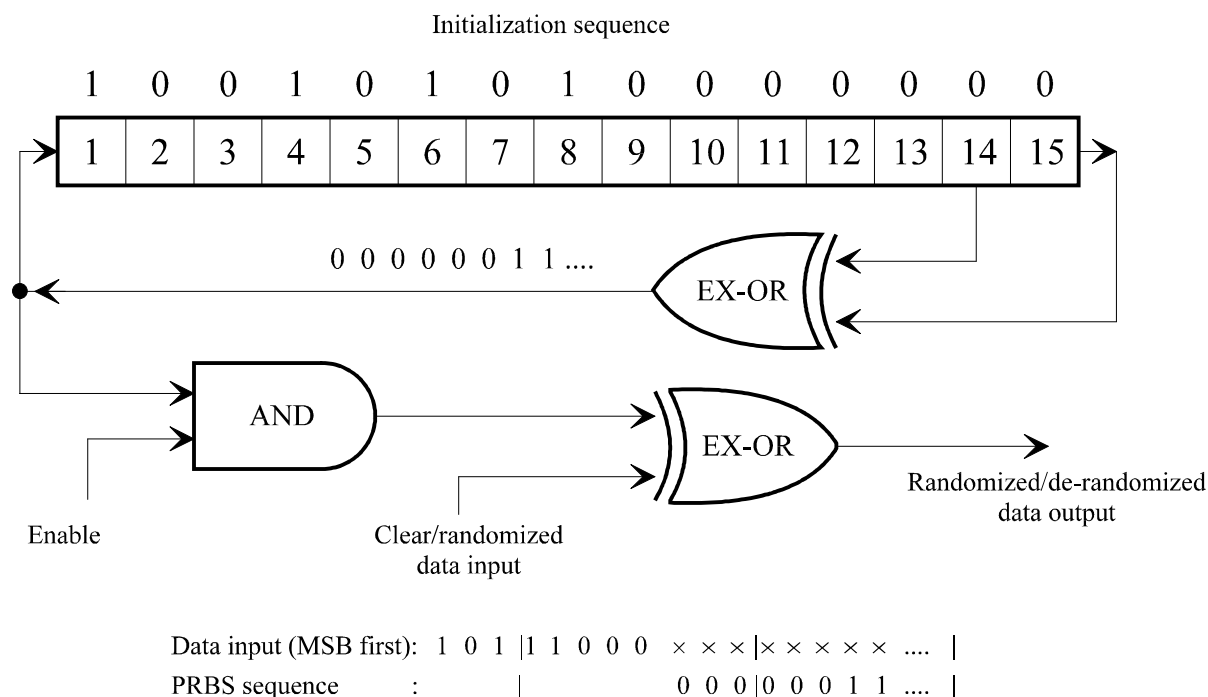 Initialization sequence
1 0 0 1 0 1 0 1 0 0 0 0 0 0 0
1 2 3 4 5 6 7 8 9 10 11 12 13 14 15
0 0 0 0 0 0 1 1 ....
EX-OR
AND
EX-OR
Enable
Clear/randomized
data input
Randomized/de-randomized
data output
Data input (MSB first): 1 0 1 | 1 1 0 0 0 × × × | × × × × × .... |
PRBS sequence : | 0 0 0 | 0 0 0 1 1 .... |